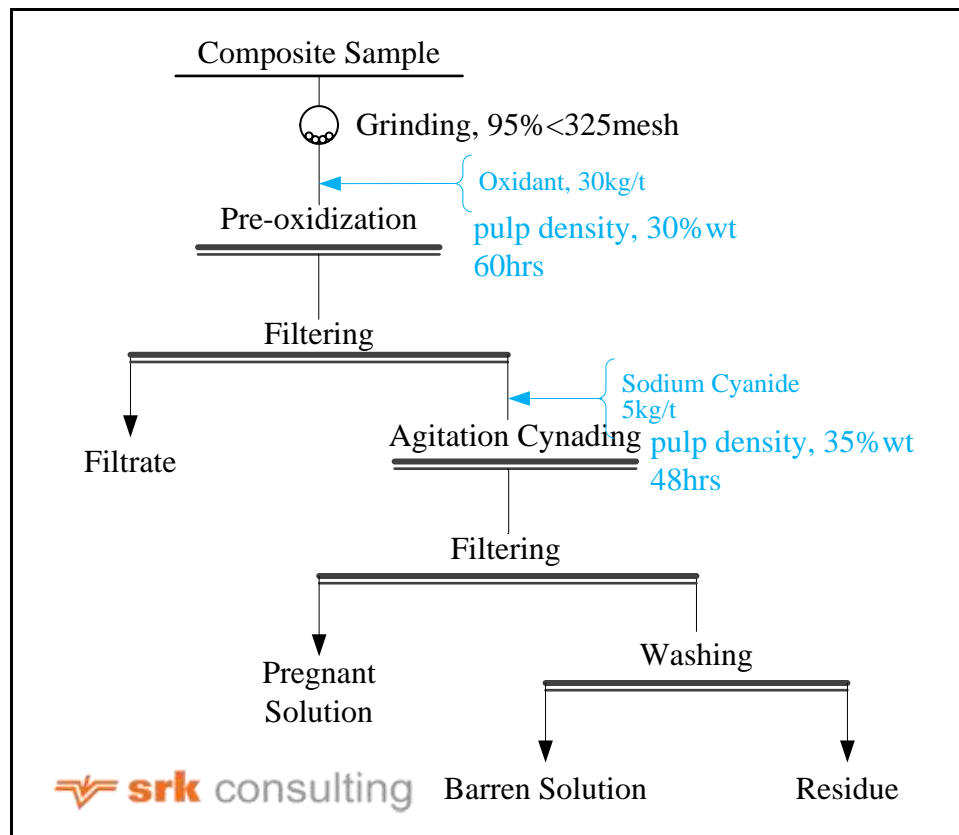 Composite Sample
Grinding, 95%<325mesh
Oxidant, 30kg/t
Pre-oxidization
pulp density, 30%wt
60hrs
Filtering
Sodium Cyanide
5kg/t
Agitation Cynading
pulp density, 35%wt
48hrs
Filtrate
Filtering
Washing
Pregnant
Solution
Barren Solution
Residue
srk consulting